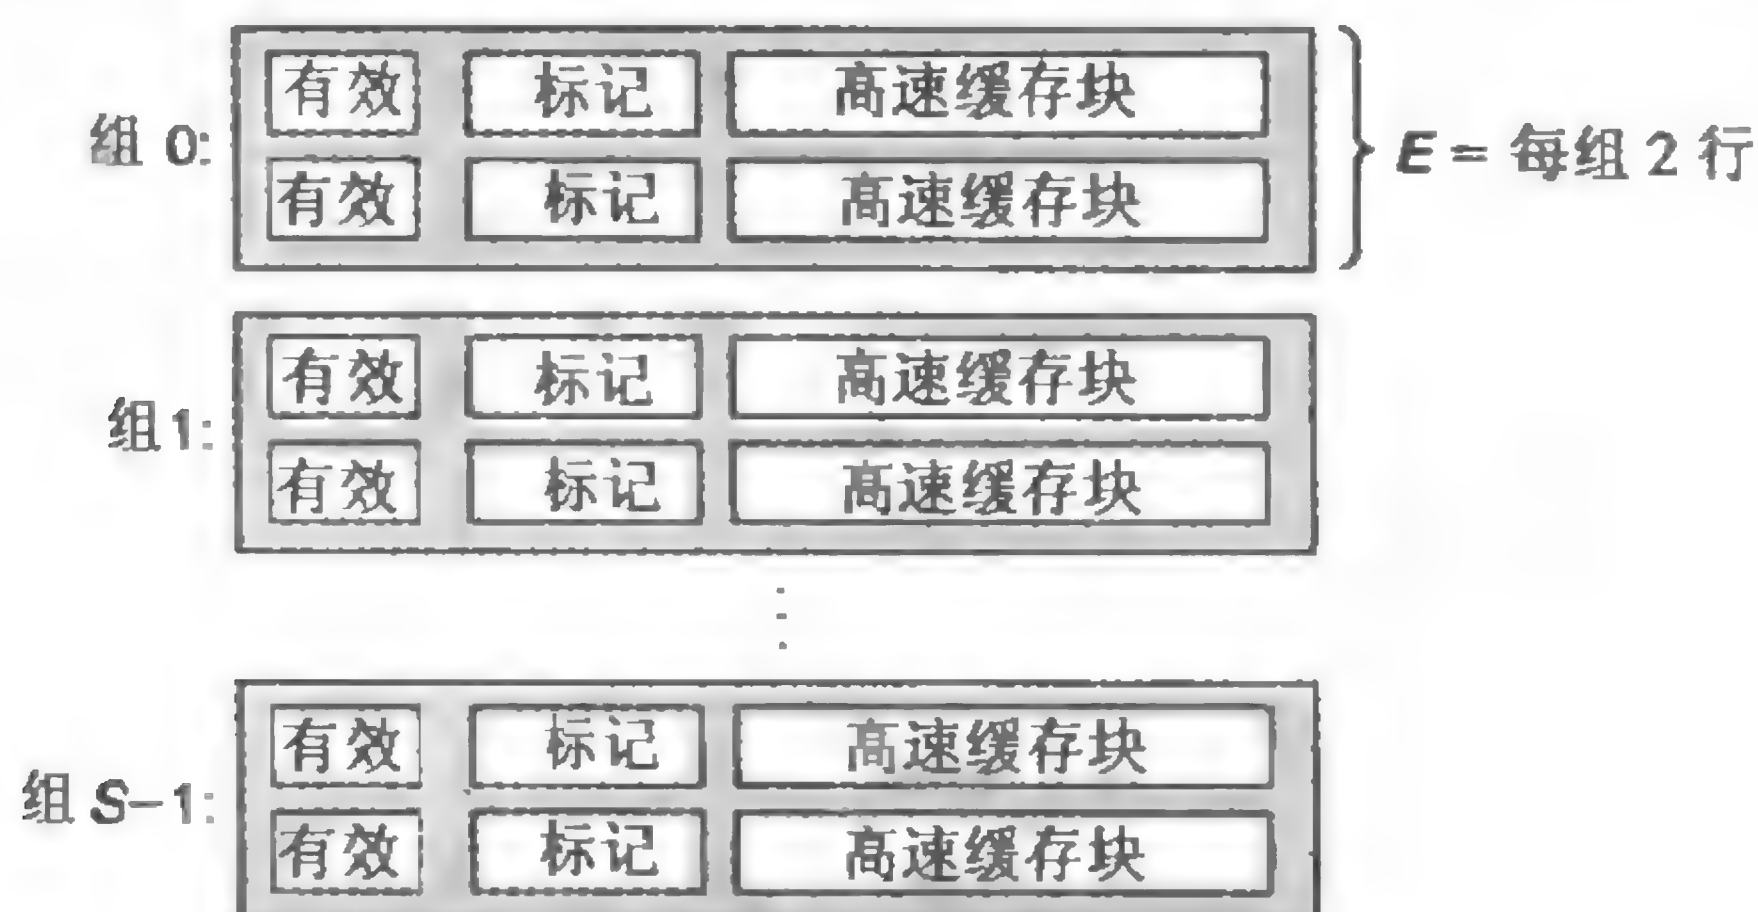 有效 标记 高速缓存块
组 0: E = 每组 2 行
有效 标记 高速缓存块
有效 标记 高速缓存块
组1:
有效 标记 高速缓存块
⋮
有效 标记 高速缓存块
组 S–1:
有效 标记 高速缓存块